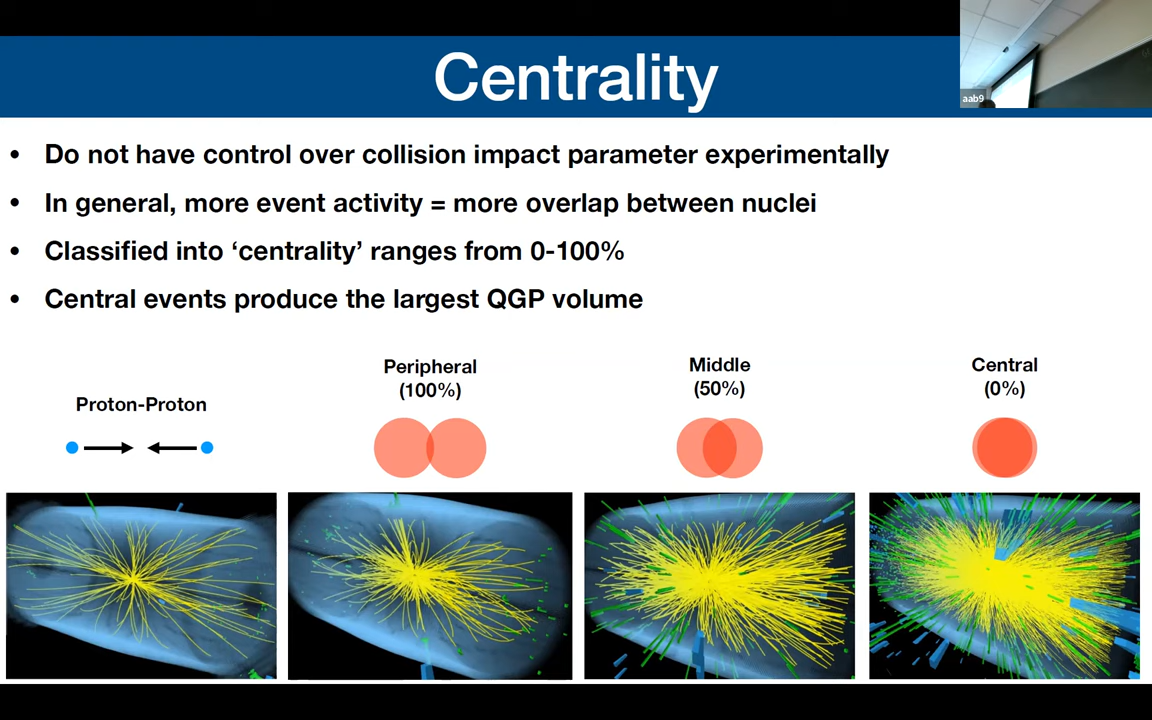 Centrality
aab9
• Do not have control over collision impact parameter experimentally
• In general, more event activity = more overlap between nuclei
• Classified into ‘centrality’ ranges from 0-100%
• Central events produce the largest QGP volume
Proton-Proton
Peripheral
(100%)
Middle
(50%)
Central
(0%)